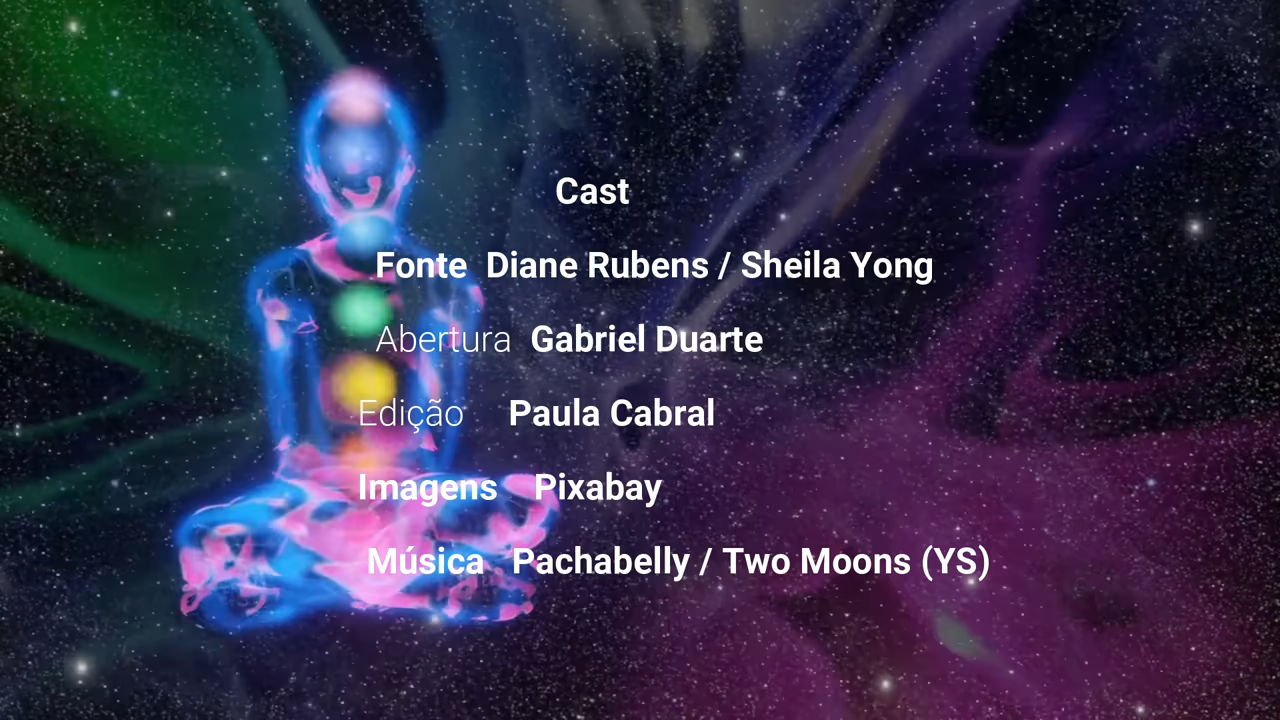 Cast
Fonte Diane Rubens / Sheila Yong
Abertura Gabriel Duarte
Edição Paula Cabral
Imagens Pixabay
Música Pachabelly / Two Moons (YS)